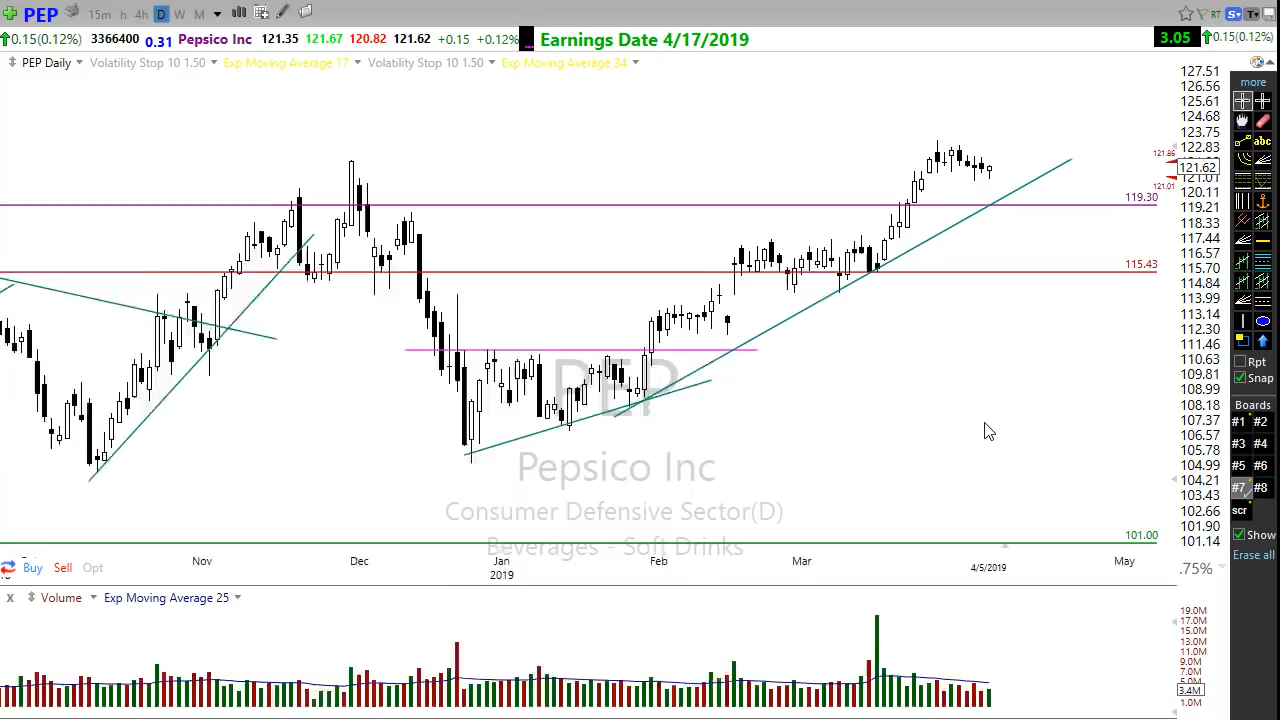 PEP 15m h 4h D W M RT S T
0.15(0.12%) 3366400 0.31 Pepsico Inc 121.35 121.67 120.82 121.62 +0.15 +0.12% Earnings Date 4/17/2019 3.05 0.15(0.12%)
PEP Daily Volatility Stop 10 1.50 Exp Moving Average 17 Volatility Stop 10 1.50 Exp Moving Average 34
127.51
more
126.56
125.61
124.68
123.75
abc
122.83
121.86
121.62
121.01
121.01
120.11
119.30
119.21
118.33
117.44
116.57
115.43
115.70
114.84
113.99
113.14
112.30
111.46
110.63
Rpt
109.81
Snap
108.99
PEP
108.18
Boards
107.37
#1 #2
106.57
#3 #4
105.78
Pepsico Inc
104.99
#5 #6
104.21
#7 #8
103.43
Consumer Defensive Sector(D)
102.66
scr
101.90
101.00
Show
101.14
Beverages - Soft Drinks
Erase all
Nov Dec Jan Feb Mar May
Buy Sell Opt 2019 4/5/2019 .75%
x Volume Exp Moving Average 25
19.0M
17.0M
15.0M
13.0M
11.0M
9.0M
7.0M
5.0M
3.4M
1.0M